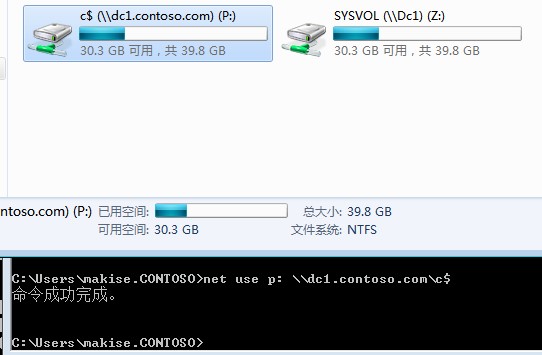 c$ (\\dc1.contoso.com) (P:)
30.3 GB 可用，共 39.8 GB
SYSVOL (\\Dc1) (Z:)
30.3 GB 可用，共 39.8 GB
ntoso.com) (P:) 已用空间: 总大小: 39.8 GB
可用空间: 30.3 GB 文件系统: NTFS
C:\Users\makise.CONTOSO>net use p: \\dc1.contoso.com\c$
命令成功完成。
C:\Users\makise.CONTOSO>